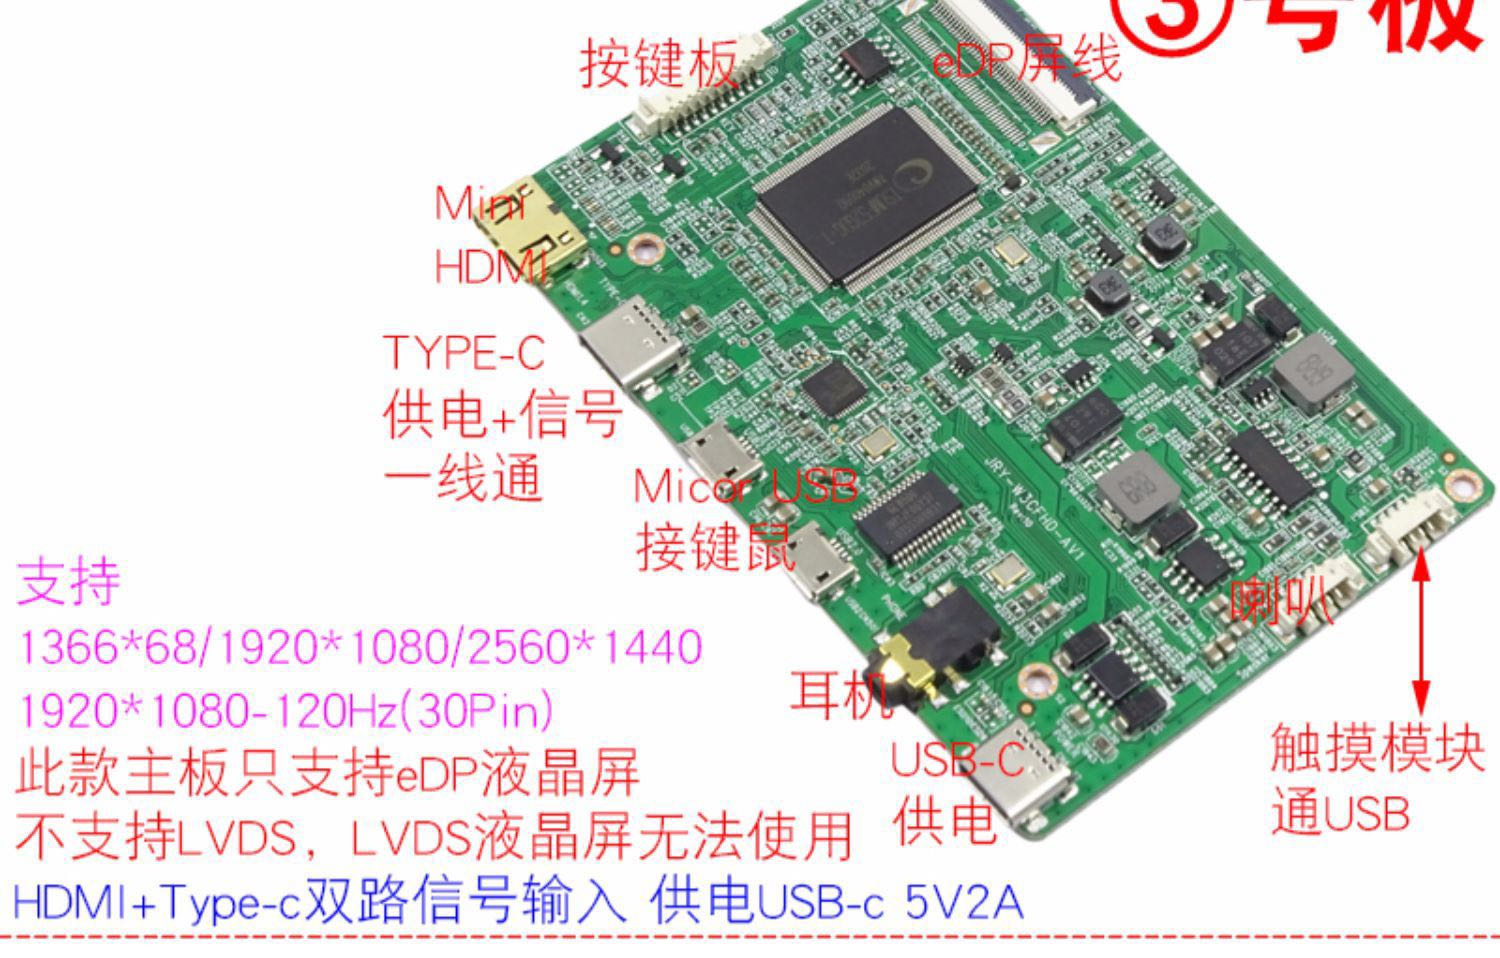 ③号板
按键板
eDP屏线
Mini
HDMI
TYPE-C
供电+信号
一线通
Micor USB
接键鼠
JRY-W3CFHD-AV1
喇叭
耳机
USB-C
供电
触摸模块
通USB
支持
1366*68/1920*1080/2560*1440
1920*1080-120Hz(30Pin)
此款主板只支持eDP液晶屏
不支持LVDS，LVDS液晶屏无法使用
HDMI+Type-c双路信号输入 供电USB-c 5V2A